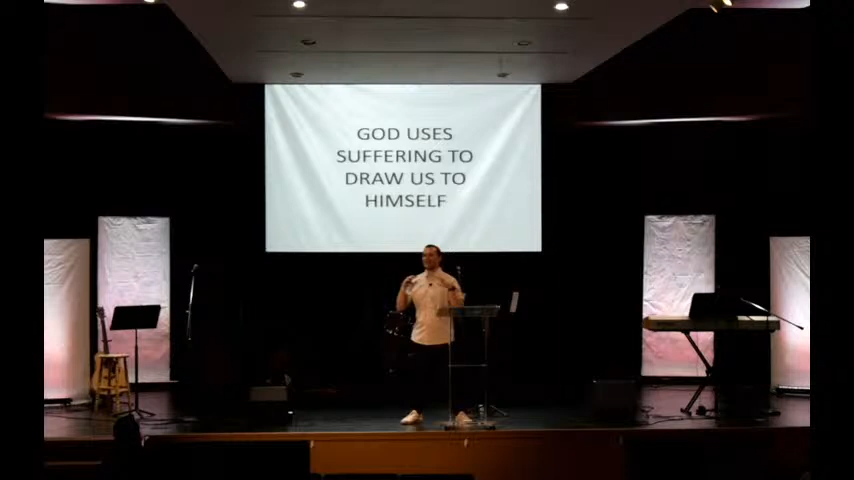 GOD USES
SUFFERING TO
DRAW US TO
HIMSELF